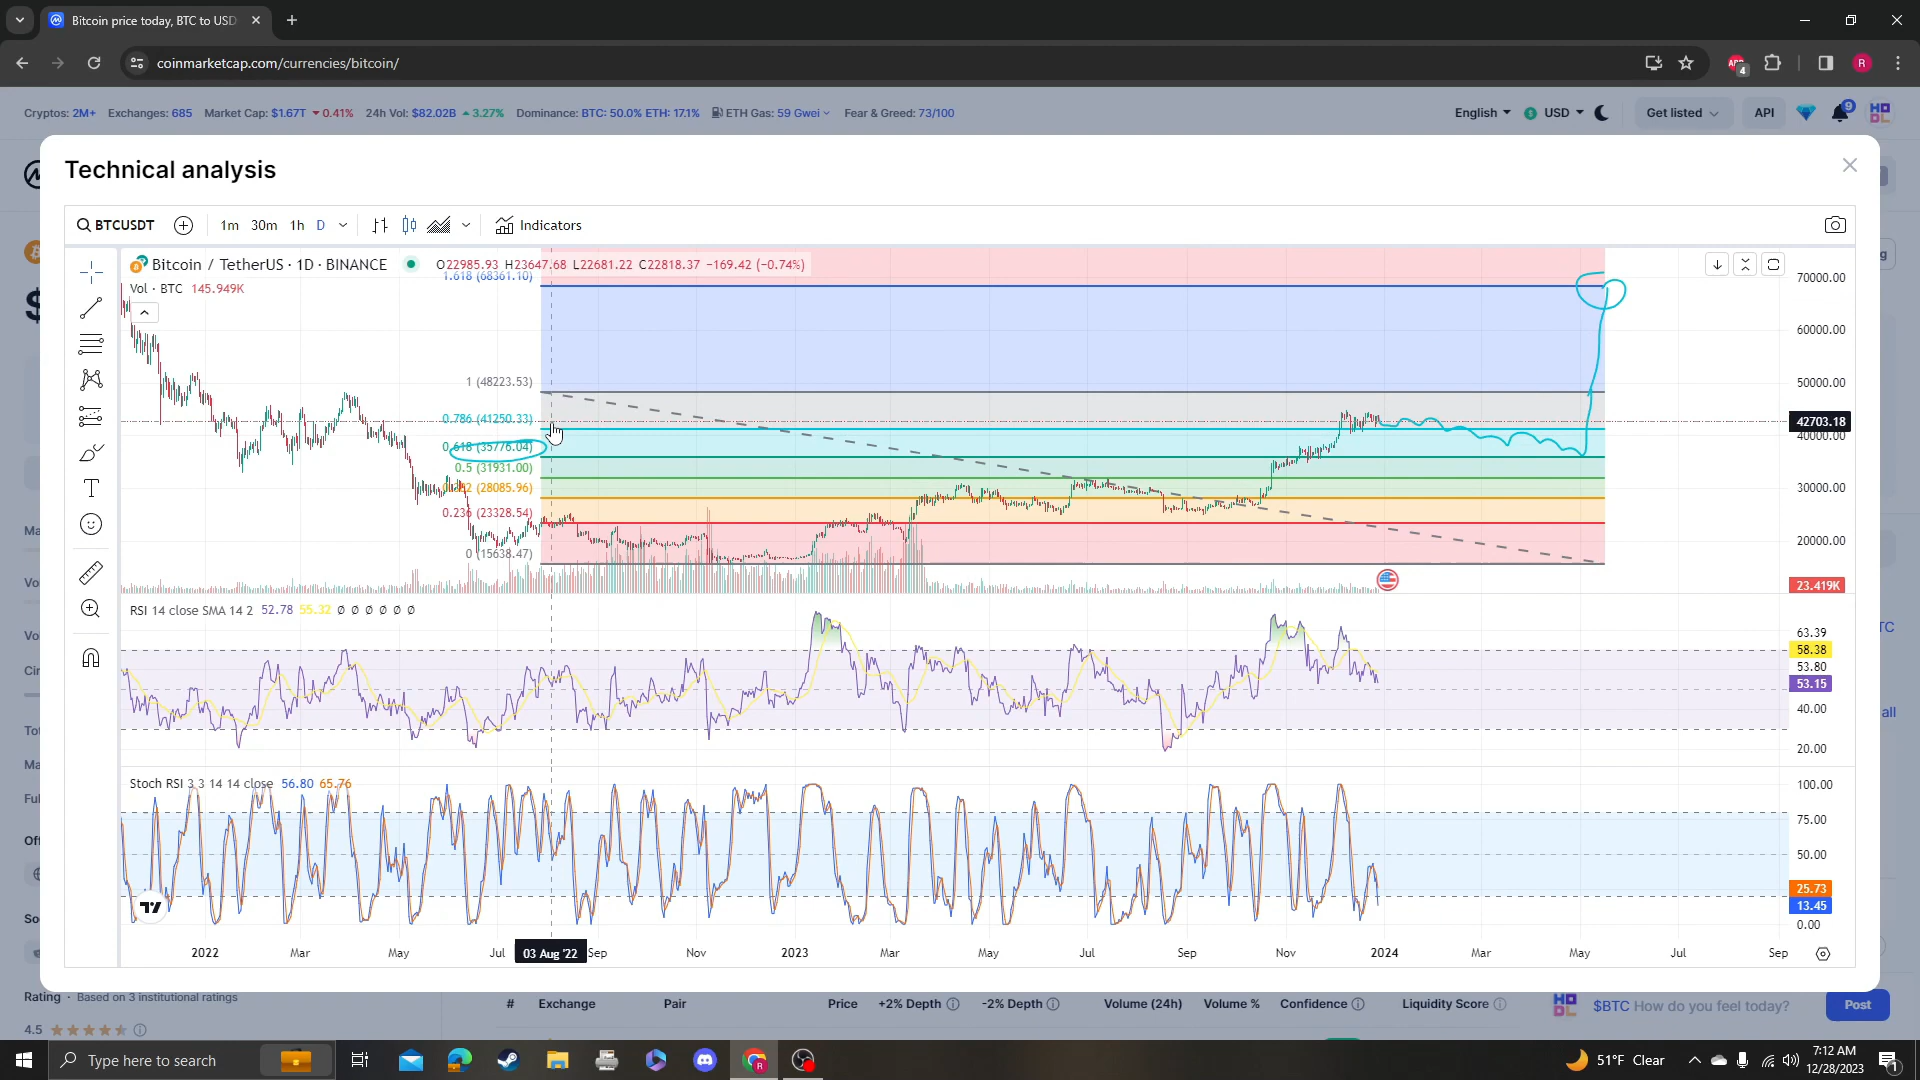 Bitcoin price today, BTC to USD
coinmarketcap.com/currencies/bitcoin/
4
R
Cryptos: 2M+ Exchanges: 685 Market Cap: $1.67T 0.41% 24h Vol: $82.02B 3.27% Dominance: BTC: 50.0% ETH: 17.1% ETH Gas: 59 Gwei Fear & Greed: 73/100
English USD Get listed API 9
Technical analysis
BTCUSDT 1m 30m 1h D Indicators
Bitcoin / TetherUS · 1D · BINANCE O22985.93 H23647.68 L22681.22 C22818.37 −169.42 (−0.74%)
Vol · BTC 145.949K
1.618 (68361.10)
1 (48223.53)
0.786 (41250.33)
0.618 (35776.04)
0.5 (31931.00)
0.382 (28085.96)
0.236 (23328.54)
0 (15638.47)
70000.00
60000.00
50000.00
42703.18
40000.00
30000.00
20000.00
23.419K
RSI 14 close SMA 14 2 52.78 55.32 Ø Ø Ø Ø Ø Ø
63.39
58.38
53.80
53.15
40.00
20.00
Stoch RSI 3 3 14 14 close 56.80 65.76
100.00
75.00
50.00
25.73
13.45
0.00
2022 Mar May Jul 03 Aug '22 Sep Nov 2023 Mar May Jul Sep Nov 2024 Mar May Jul Sep
Rating · Based on 3 institutional ratings
4.5
# Exchange Pair Price +2% Depth -2% Depth Volume (24h) Volume % Confidence Liquidity Score
$BTC How do you feel today? Post
Type here to search
51°F Clear
7:12 AM
12/28/2023
1